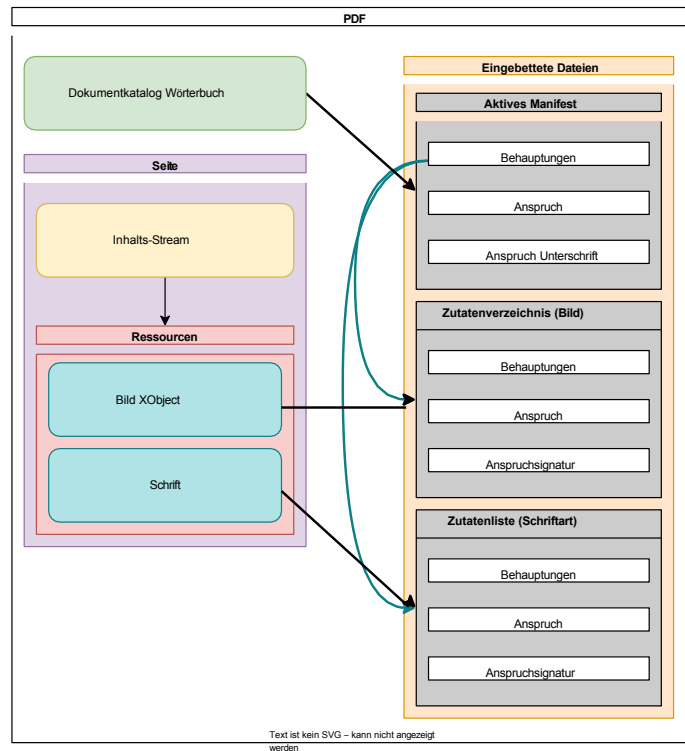 PDF
Dokumentkatalog Wörterbuch
Seite
Inhalts-Stream
Ressourcen
Bild XObject
Schrift
Eingebettete Dateien
Aktives Manifest
Behauptungen
Anspruch
Anspruch Unterschrift
Zutatenverzeichnis (Bild)
Behauptungen
Anspruch
Anspruchsignatur
Zutatenliste (Schriftart)
Behauptungen
Anspruch
Anspruchsignatur
Text ist kein SVG – kann nicht angezeigt
werden